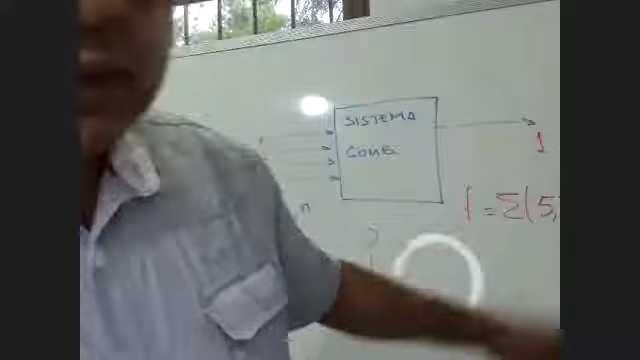 SISTEMA
COMB
1
n
f = Σ(5,